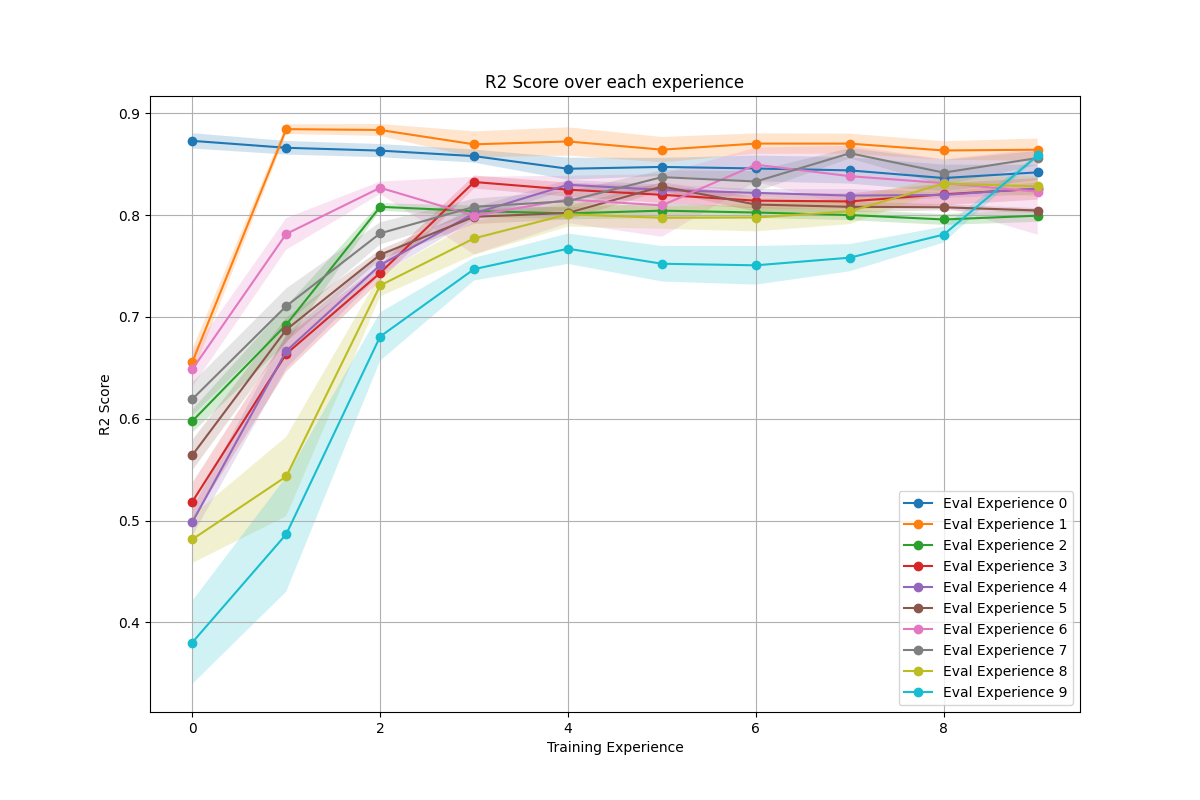 R2 Score over each experience
0.9
0.8
0.7
0.6
0.5
0.4
R2 Score
0 2 4 6 8
Training Experience
Eval Experience 0
Eval Experience 1
Eval Experience 2
Eval Experience 3
Eval Experience 4
Eval Experience 5
Eval Experience 6
Eval Experience 7
Eval Experience 8
Eval Experience 9